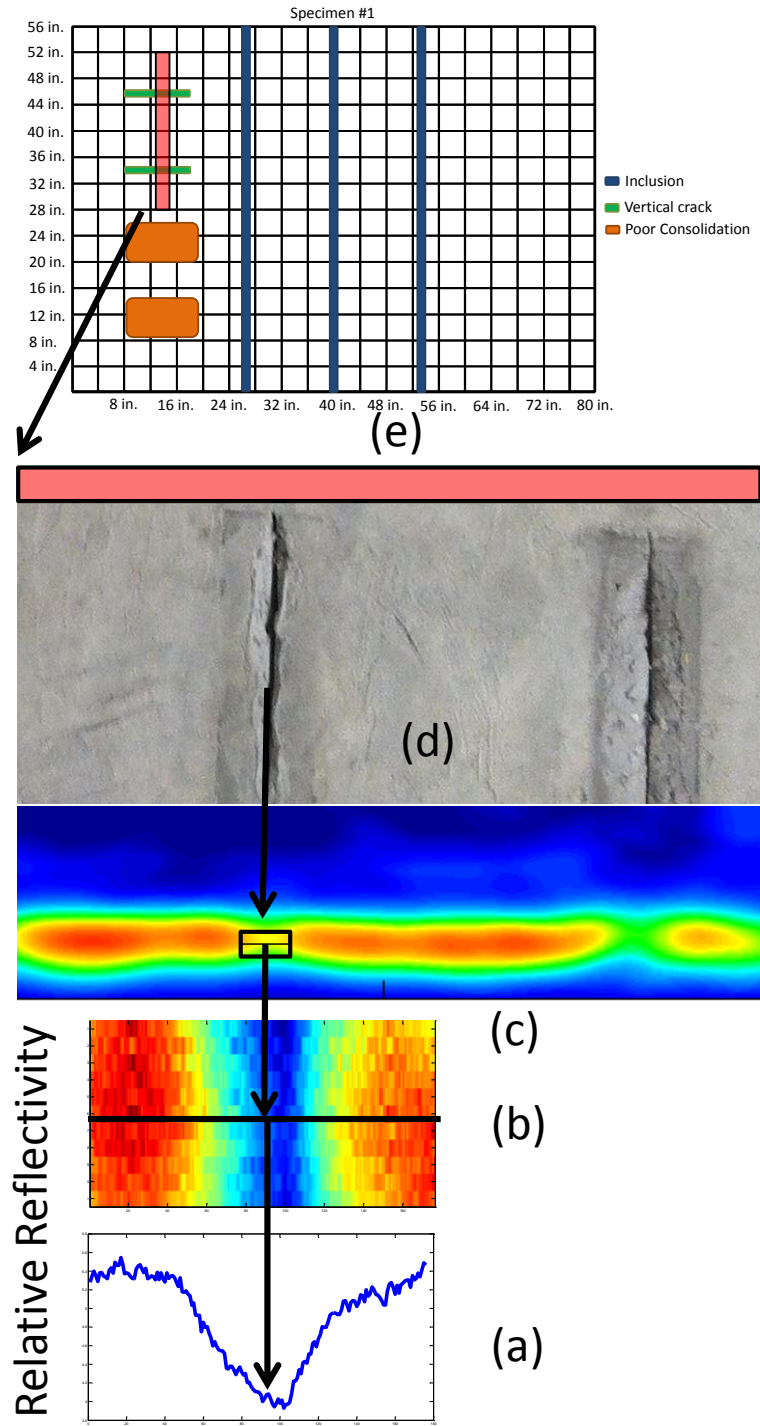 Specimen #1
56 in.
52 in.
48 in.
44 in.
40 in.
36 in.
32 in.
28 in.
24 in.
20 in.
16 in.
12 in.
8 in.
4 in.
8 in. 16 in. 24 in. 32 in. 40 in. 48 in. 56 in. 64 in. 72 in. 80 in.
Inclusion
Vertical crack
Poor Consolidation
(e)
(d)
(c)
(b)
(a)
Relative Reflectivity